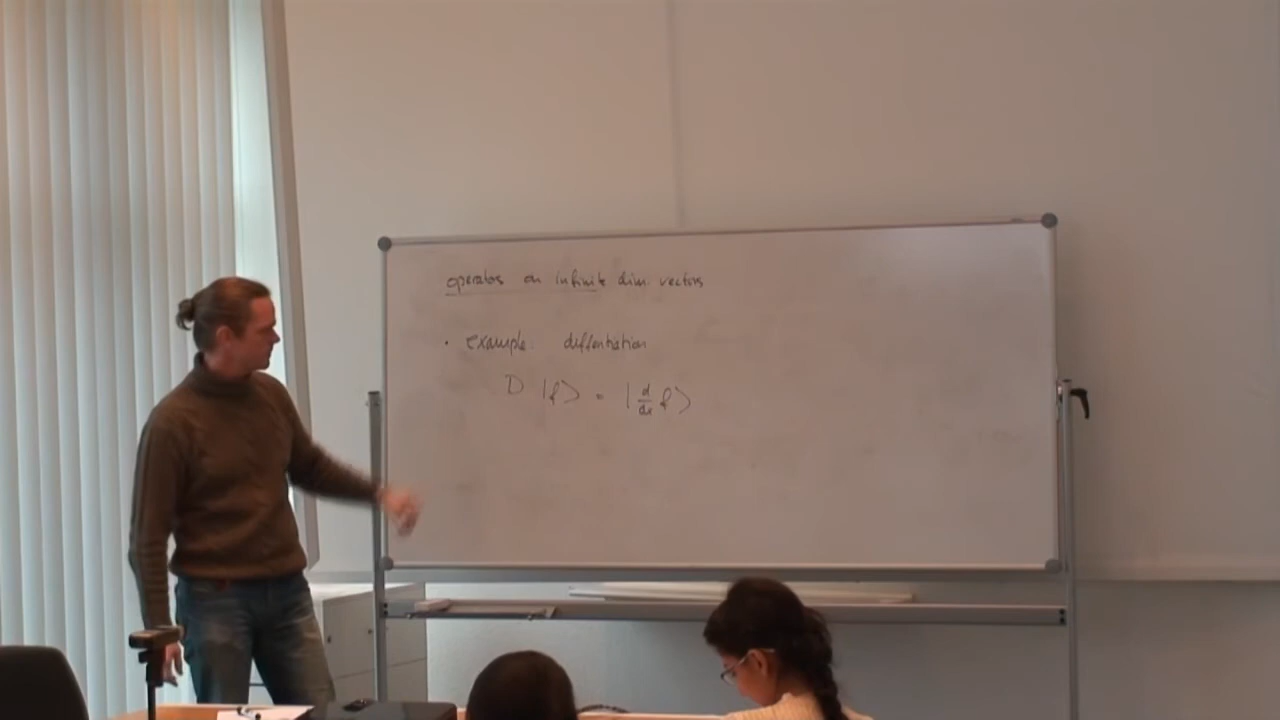 operators on infinite dim. vectors
· example: differentiation
D |f⟩ = |d/dx f⟩